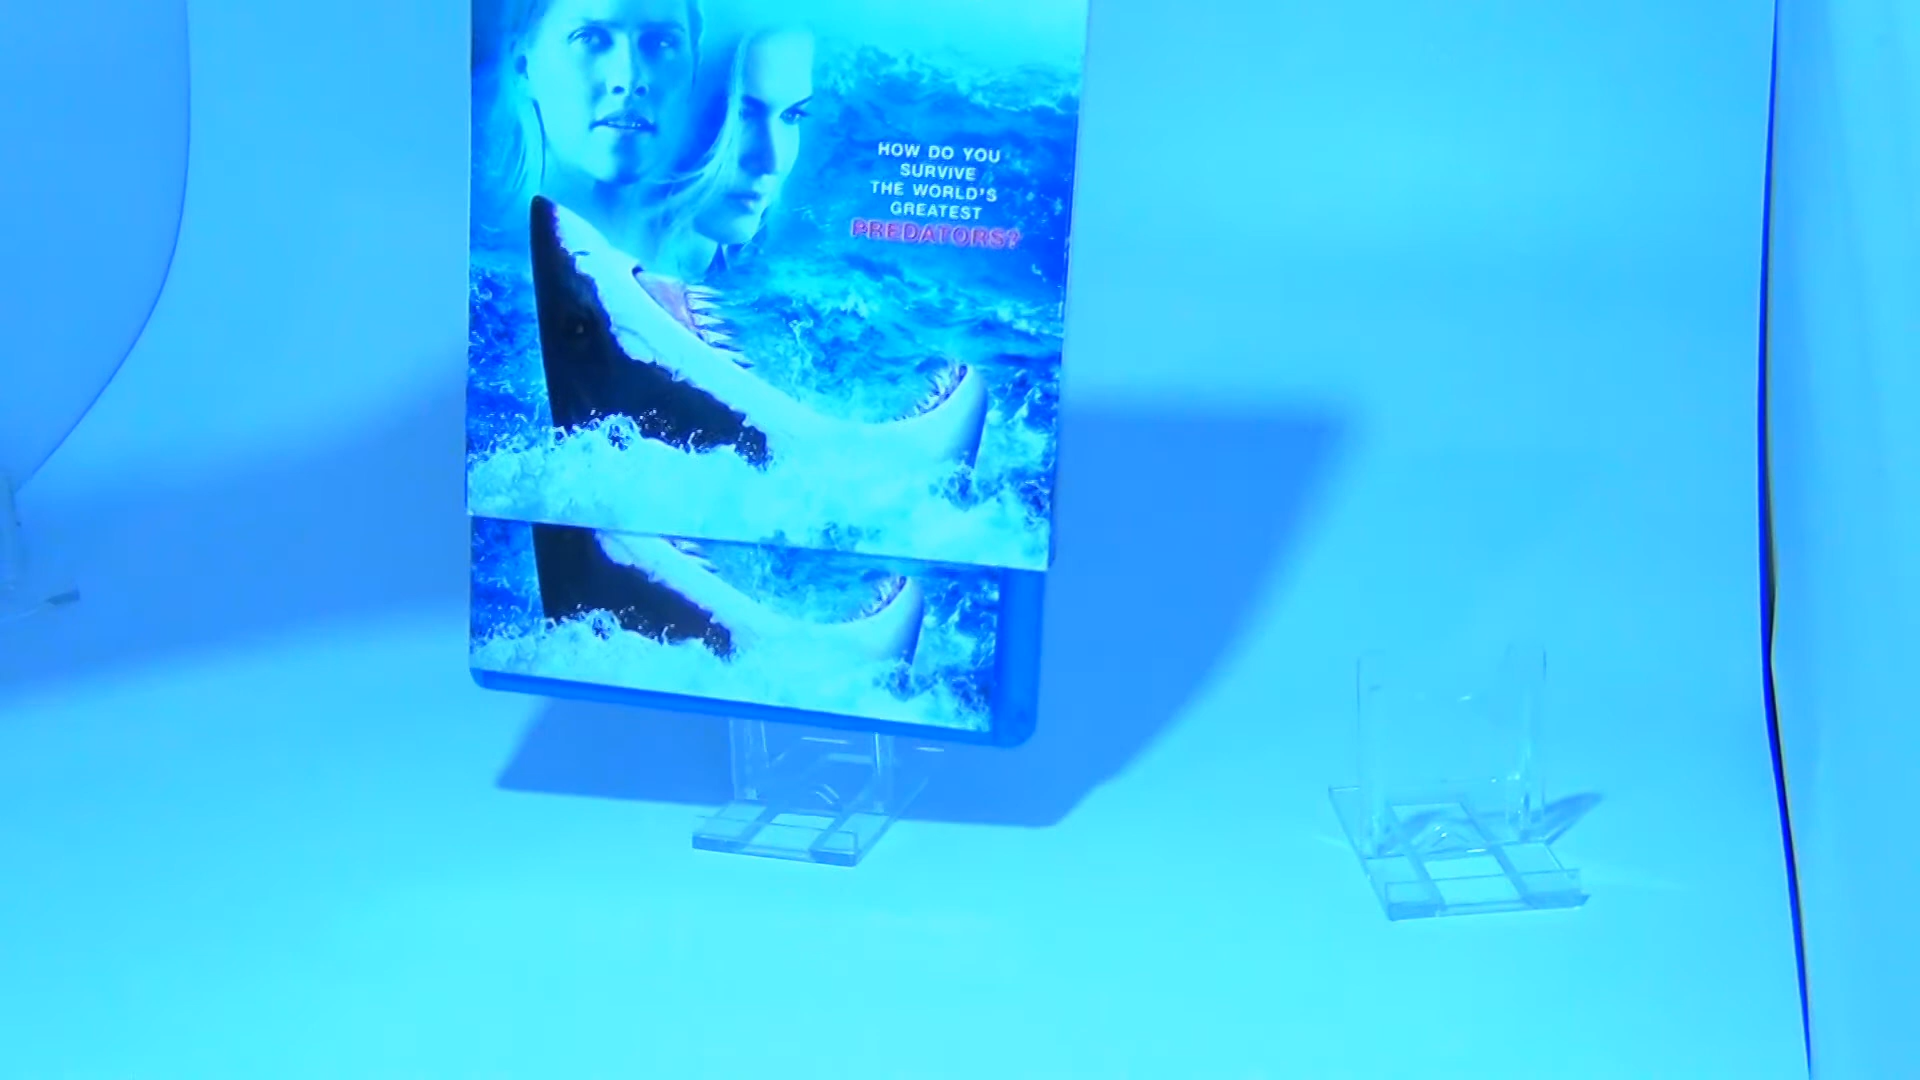 HOW DO YOU
SURVIVE
THE WORLD'S
GREATEST
PREDATORS?